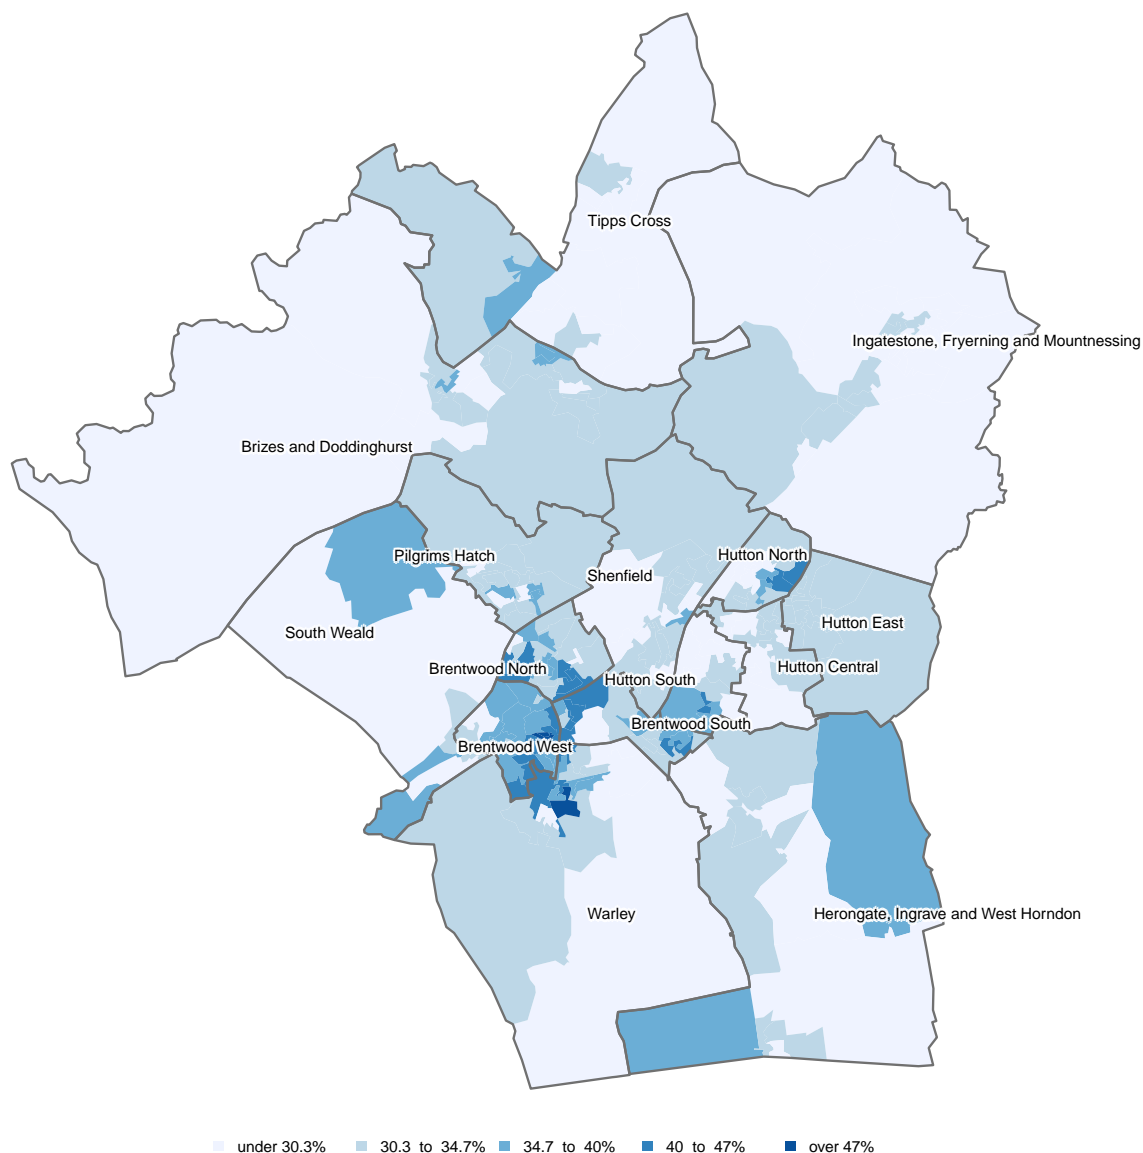 Tipps Cross
Ingatestone, Fryerning and Mountnessing
Brizes and Doddinghurst
Hutton North
Pilgrims Hatch
Shenfield
Hutton East
South Weald
Hutton Central
Brentwood North
Hutton South
Brentwood South
Brentwood West
Warley
Herongate, Ingrave and West Horndon
under 30.3% 30.3 to 34.7% 34.7 to 40% 40 to 47% over 47%